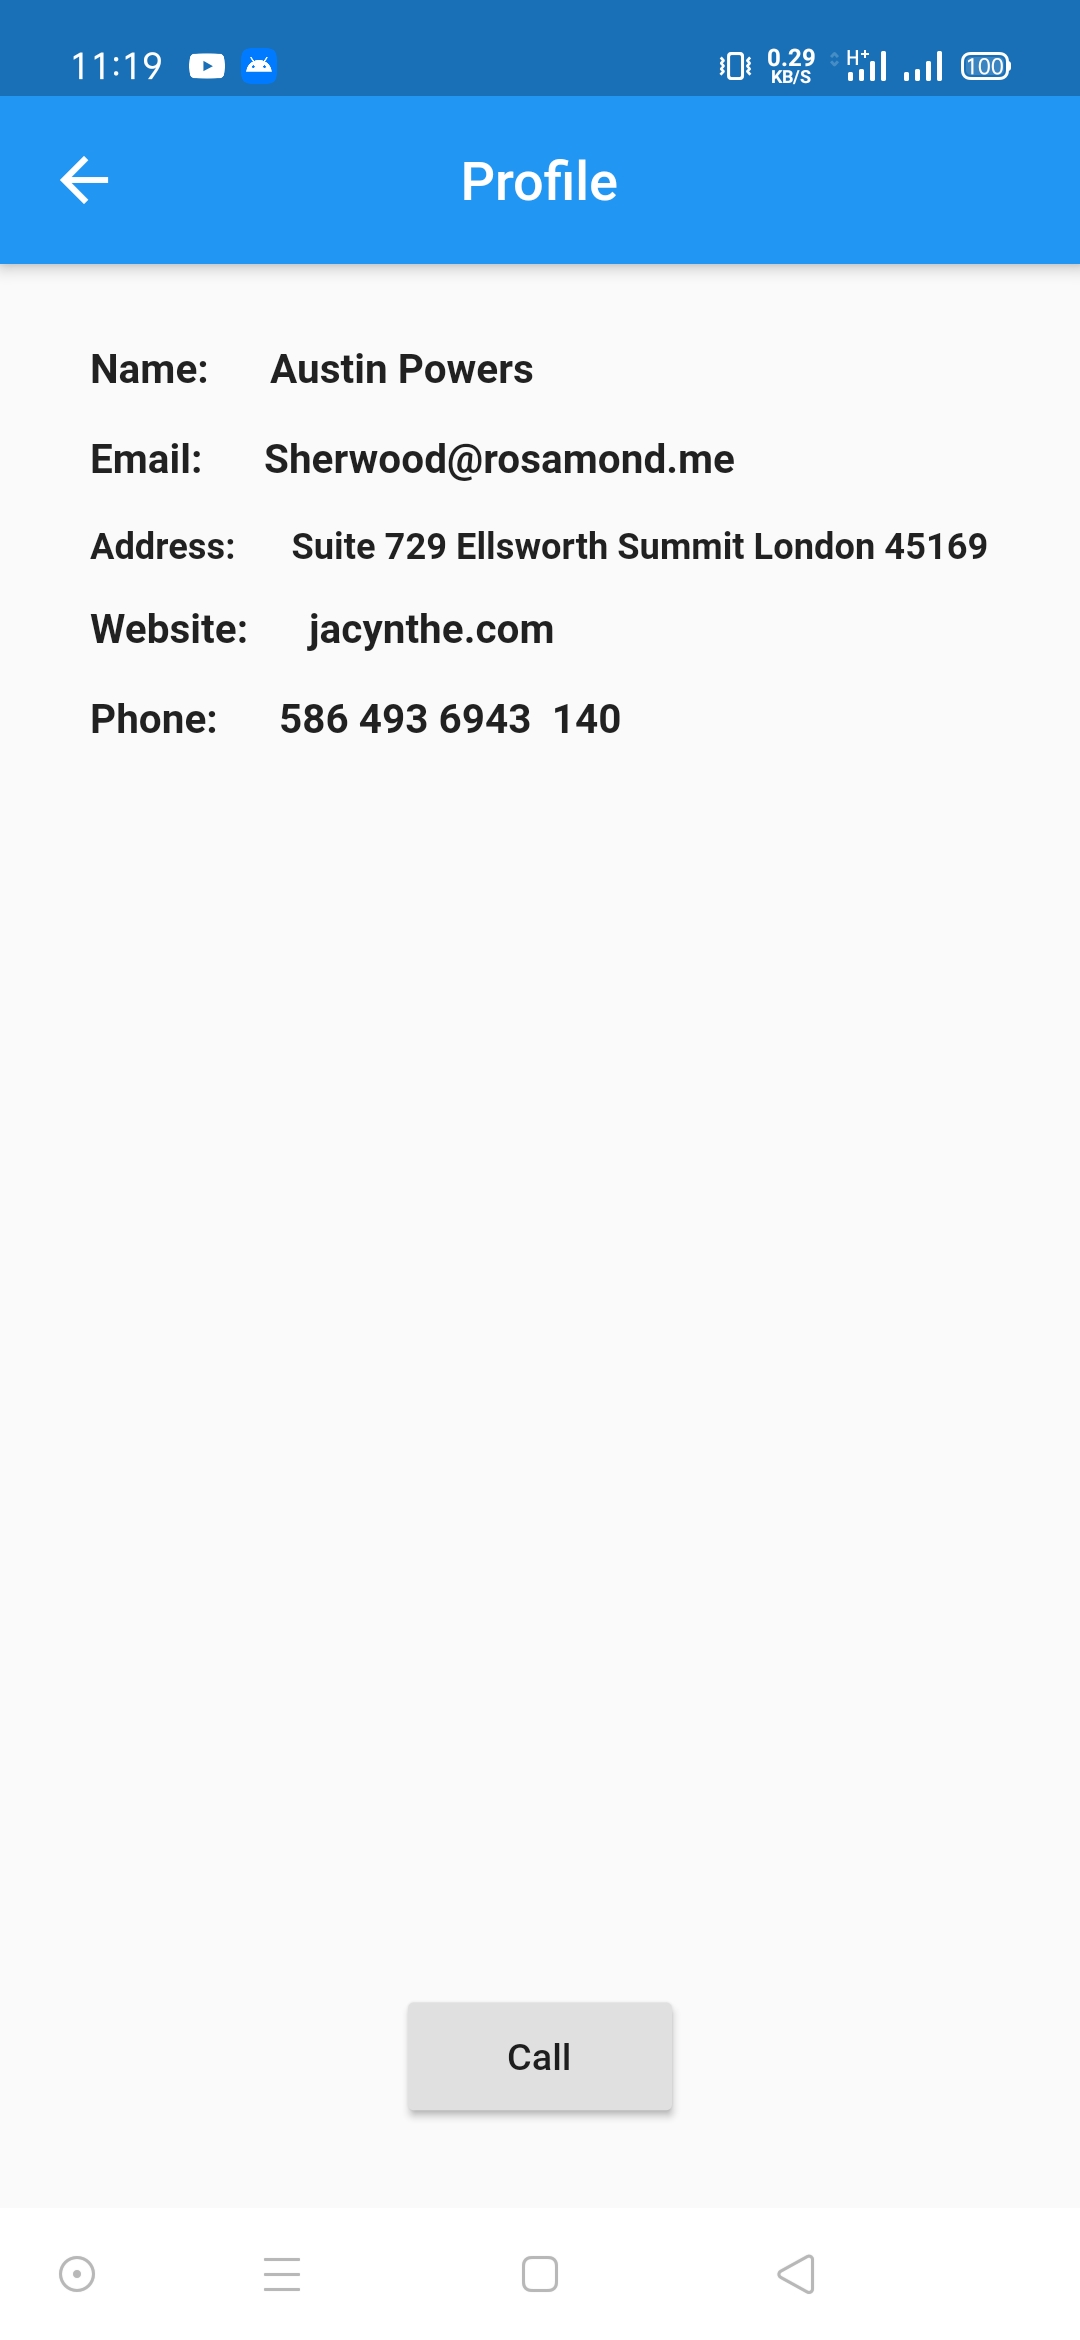 11:19 0.29 KB/S H+ 100
Profile
Name: Austin Powers
Email: Sherwood@rosamond.me
Address: Suite 729 Ellsworth Summit London 45169
Website: jacynthe.com
Phone: 586 493 6943 140
Call